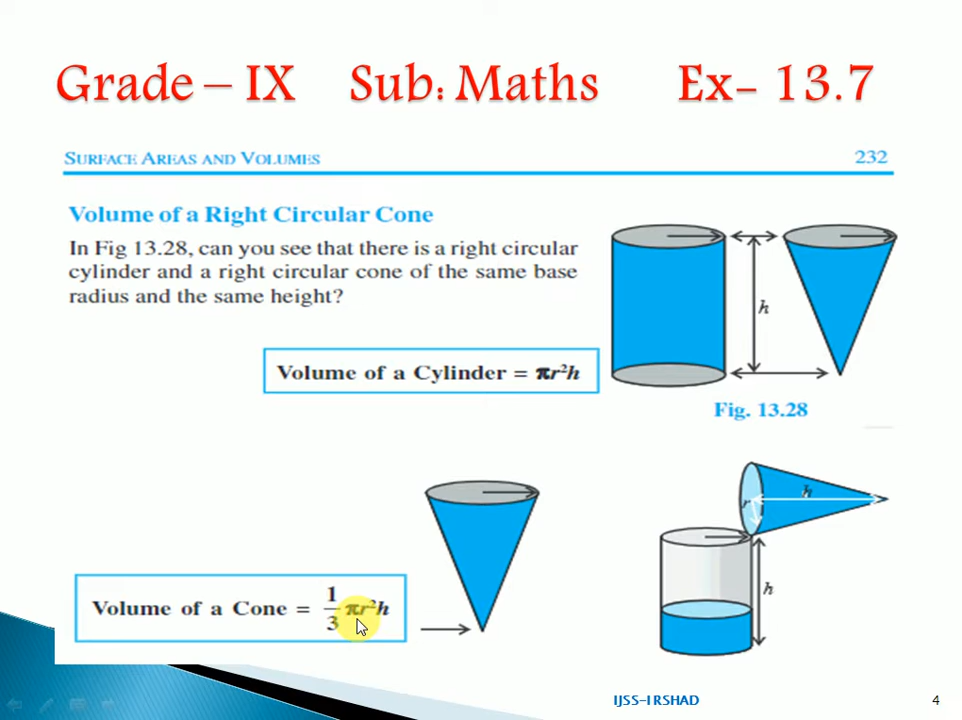 Grade – IX Sub: Maths Ex- 13.7
SURFACE AREAS AND VOLUMES 232
Volume of a Right Circular Cone
In Fig 13.28, can you see that there is a right circular
cylinder and a right circular cone of the same base
radius and the same height?
h
Volume of a Cylinder = πr²h
Fig. 13.28
h
r
h
Volume of a Cone = 1/3 πr²h
IJSS-IRSHAD 4